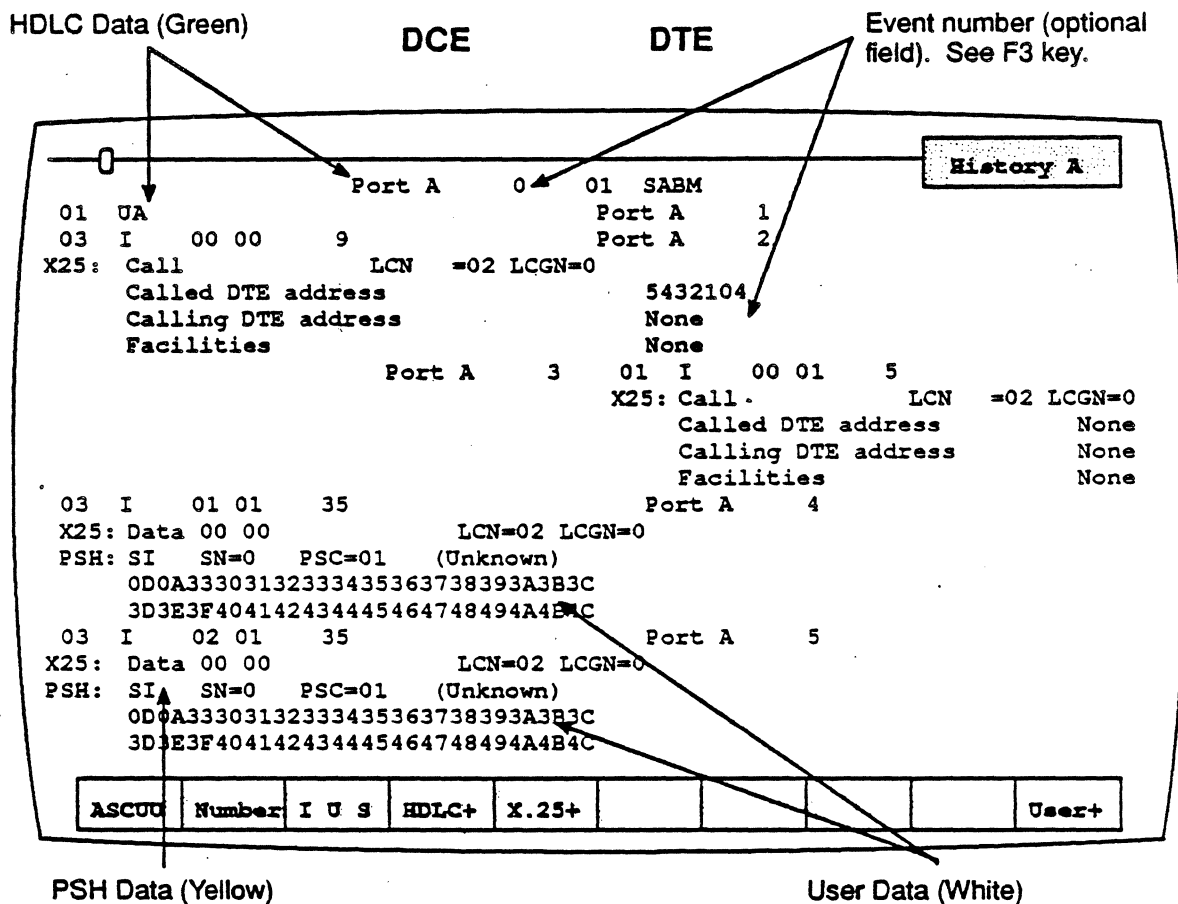 HDLC Data (Green)
DCE
DTE
Event number (optional
field). See F3 key.
History A
Port A 0 01 SABM
01 UA Port A 1
03 I 00 00 9 Port A 2
X25: Call LCN =02 LCGN=0
Called DTE address 5432104
Calling DTE address None
Facilities None
Port A 3 01 I 00 01 5
X25: Call LCN =02 LCGN=0
Called DTE address None
Calling DTE address None
Facilities None
03 I 01 01 35 Port A 4
X25: Data 00 00 LCN=02 LCGN=0
PSH: SI SN=0 PSC=01 (Unknown)
0D0A33303132333435363738393A3B3C
3D3E3F404142434445464748494A4B4C
03 I 02 01 35 Port A 5
X25: Data 00 00 LCN=02 LCGN=0
PSH: SI SN=0 PSC=01 (Unknown)
0D0A33303132333435363738393A3B3C
3D3E3F404142434445464748494A4B4C
ASCUU Number I U S HDLC+ X.25+ User+
PSH Data (Yellow)
User Data (White)